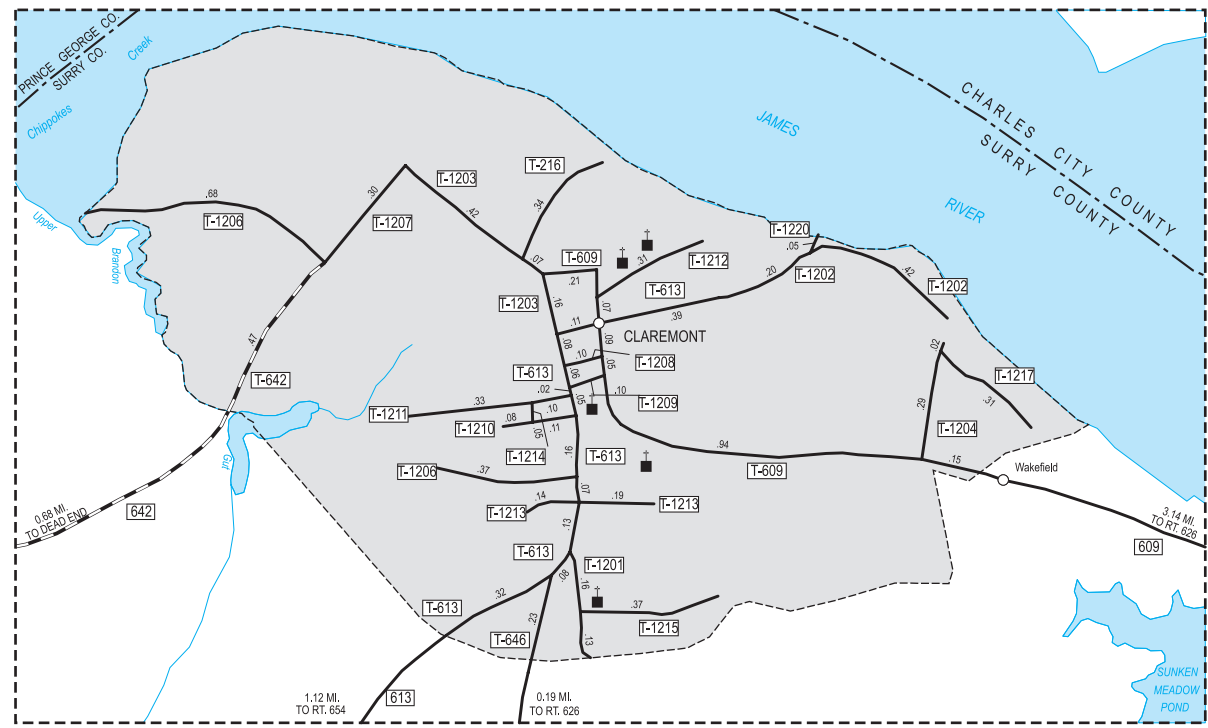 PRINCE GEORGE CO.
SURRY CO.
Chippokes
Creek
JAMES
RIVER
CHARLES CITY COUNTY
SURRY COUNTY
Upper
Brandon
Gut
.68
T-1206
.30
T-1207
T-1203
.42
T-216
.34
.07
T-609
.21
.31
T-1212
T-1220
.05
T-1202
.20
.42
T-1202
T-1203
.16
.07
T-613
.39
.11
CLAREMONT
.08
.09
.10
T-1208
.05
T-613
.06
.02
.05
.10
T-1209
.47
T-642
T-1211
.33
.10
.08
T-1210
.05
.11
T-1214
.16
T-613
.02
T-1217
.31
.29
T-1204
.94
T-609
.15
Wakefield
T-1206
.37
.07
.14
T-1213
.19
T-1213
.13
0.68 MI.
TO DEAD END
642
3.14 MI.
TO RT. 626
609
T-613
.08
T-1201
.16
.32
T-613
.23
T-646
.37
T-1215
.13
613
1.12 MI.
TO RT. 654
0.19 MI.
TO RT. 626
SUNKEN
MEADOW
POND